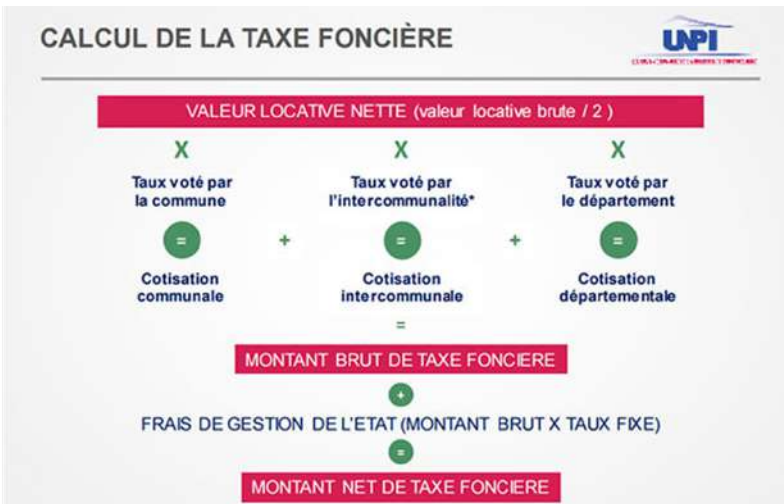 CALCUL DE LA TAXE FONCIÈRE
UNPI
VALEUR LOCATIVE NETTE (valeur locative brute / 2 )
X X X
Taux voté par
la commune
Taux voté par
l'intercommunalité*
Taux voté par
le département
= + = + =
Cotisation
communale
Cotisation
intercommunale
Cotisation
départementale
=
MONTANT BRUT DE TAXE FONCIERE
+
FRAIS DE GESTION DE L'ETAT (MONTANT BRUT X TAUX FIXE)
=
MONTANT NET DE TAXE FONCIERE